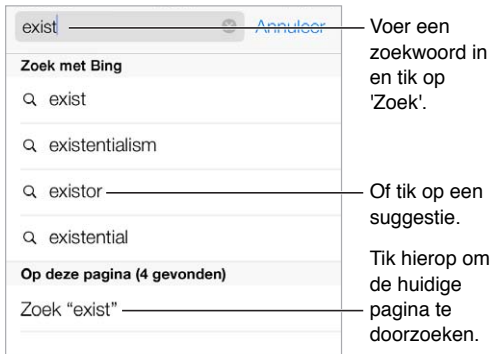 exist
Annuleer
Zoek met Bing
exist
existentialism
existor
existential
Op deze pagina (4 gevonden)
Zoek “exist”
Voer een
zoekwoord in
en tik op
'Zoek'.
Of tik op een
suggestie.
Tik hierop om
de huidige
pagina te
doorzoeken.